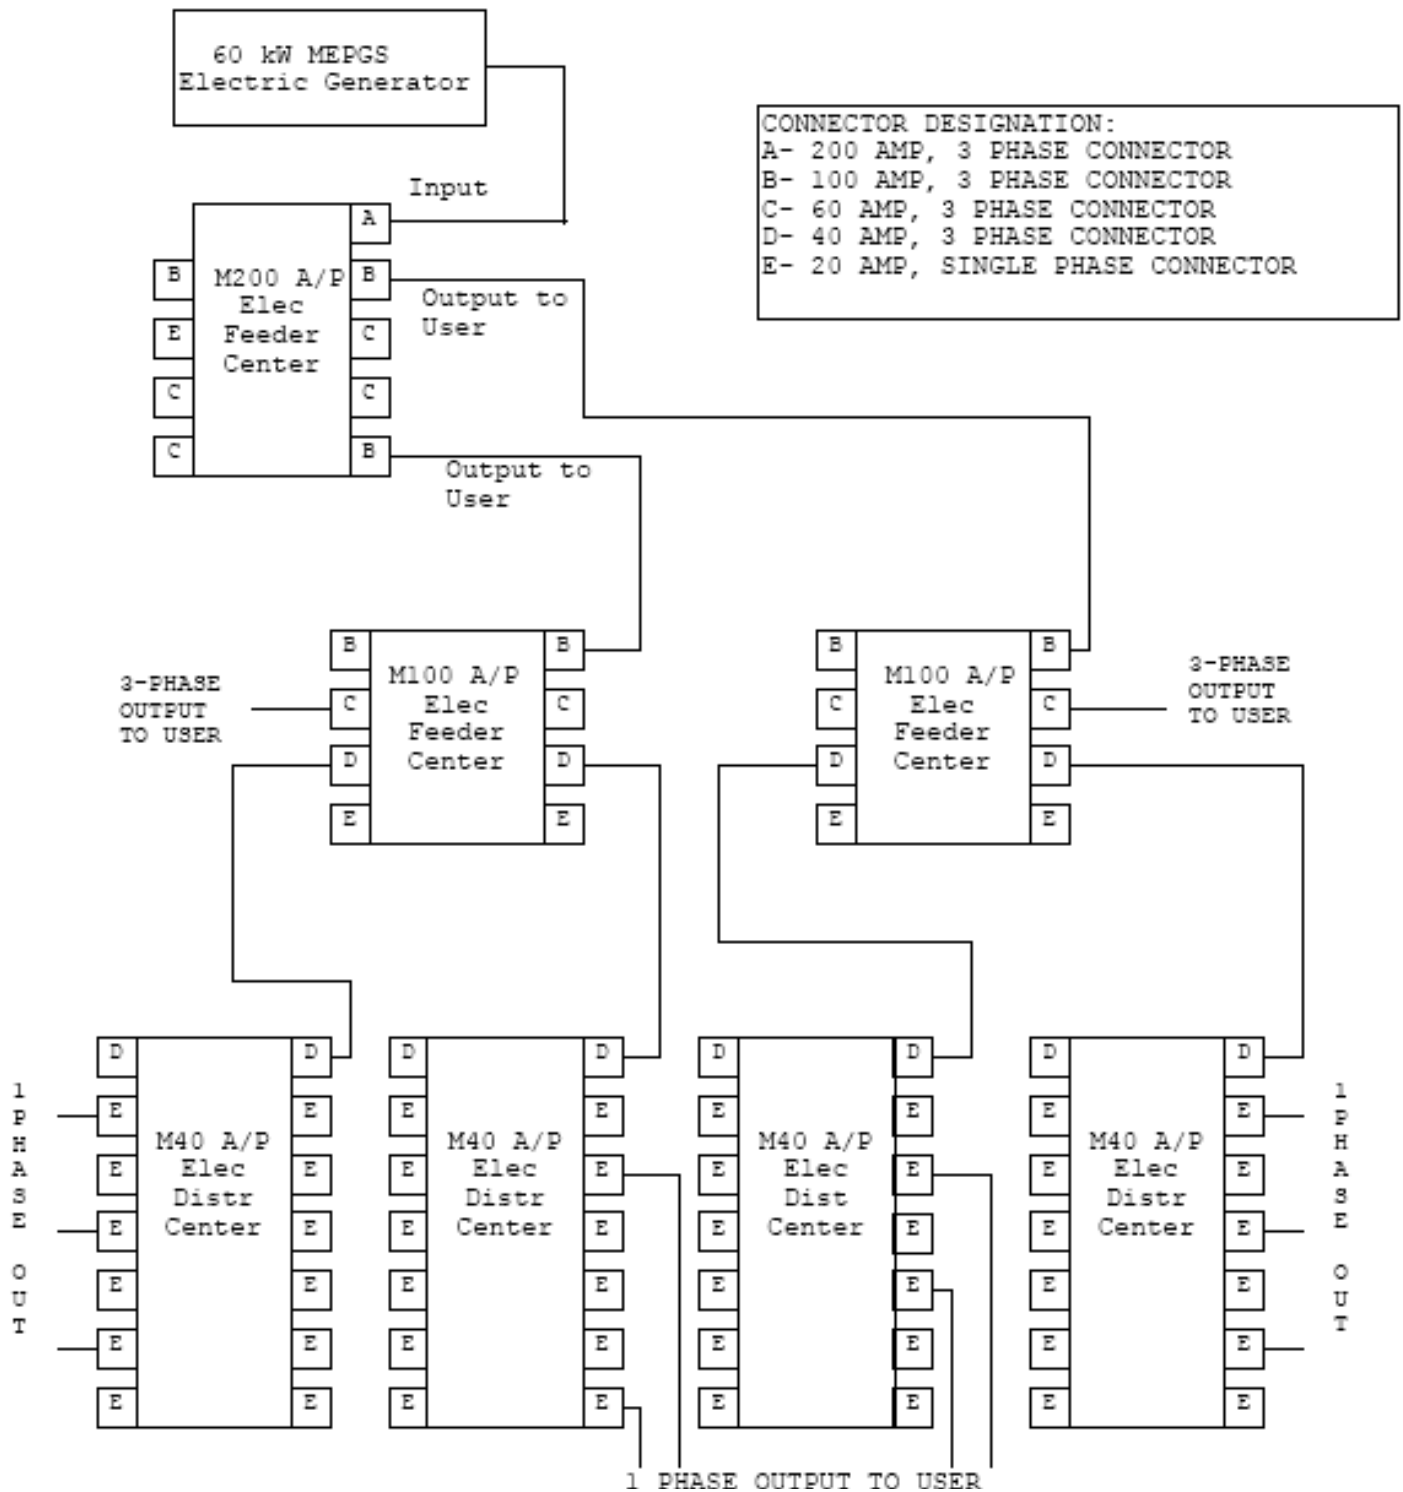 60 kW MEPGS
Electric Generator
CONNECTOR DESIGNATION:
A- 200 AMP, 3 PHASE CONNECTOR
B- 100 AMP, 3 PHASE CONNECTOR
C- 60 AMP, 3 PHASE CONNECTOR
D- 40 AMP, 3 PHASE CONNECTOR
E- 20 AMP, SINGLE PHASE CONNECTOR
Input
A
B
E
C
C
M200 A/P
Elec
Feeder
Center
B
C
C
B
Output to
User
Output to
User
3-PHASE
OUTPUT
TO USER
B
C
D
E
M100 A/P
Elec
Feeder
Center
B
C
D
E
B
C
D
E
M100 A/P
Elec
Feeder
Center
B
C
D
E
3-PHASE
OUTPUT
TO USER
1
P
H
A
S
E
O
U
T
D
E
E
E
E
E
E
M40 A/P
Elec
Distr
Center
D
E
E
E
E
E
E
D
E
E
E
E
E
E
M40 A/P
Elec
Distr
Center
D
E
E
E
E
E
E
D
E
E
E
E
E
E
M40 A/P
Elec
Dist
Center
D
E
E
E
E
E
E
D
E
E
E
E
E
E
M40 A/P
Elec
Distr
Center
D
E
E
E
E
E
E
1
P
H
A
S
E
O
U
T
1 PHASE OUTPUT TO USER